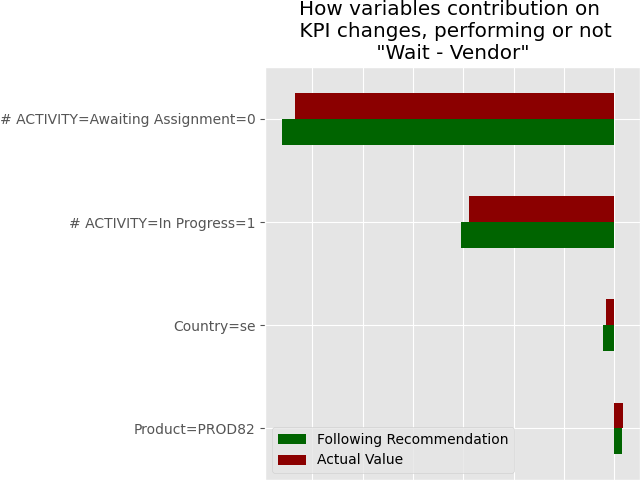 How variables contribution on
KPI changes, performing or not
"Wait - Vendor"
# ACTIVITY=Awaiting Assignment=0
# ACTIVITY=In Progress=1
Country=se
Product=PROD82
Following Recommendation
Actual Value